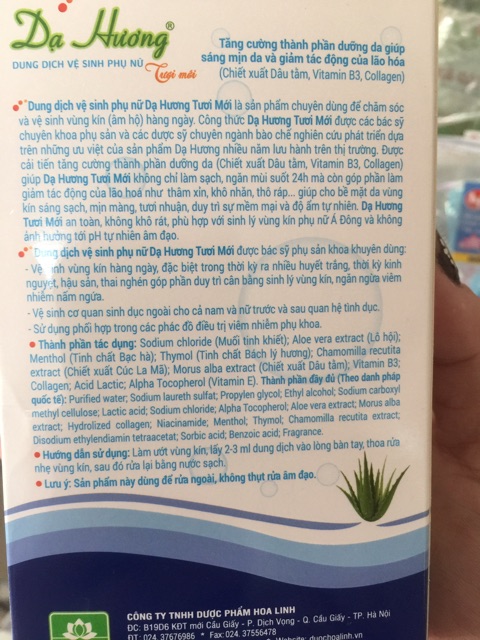 Dạ Hương®
DUNG DỊCH VỆ SINH PHỤ NỮ Tươi mới
Tăng cường thành phần dưỡng da giúp
sáng mịn da và giảm tác động của lão hóa
(Chiết xuất Dâu tằm, Vitamin B3, Collagen)
Dung dịch vệ sinh phụ nữ Dạ Hương Tươi Mới là sản phẩm chuyên dùng để chăm sóc
và vệ sinh vùng kín (âm hộ) hàng ngày. Công thức Dạ Hương Tươi Mới được các bác sỹ
chuyên khoa phụ sản và các dược sỹ chuyên ngành bào chế nghiên cứu phát triển dựa
trên những ưu việt của sản phẩm Dạ Hương nhiều năm lưu hành trên thị trường. Được
cải tiến tăng cường thành phần dưỡng da (Chiết xuất Dâu tằm, Vitamin B3, Collagen)
giúp Dạ Hương Tươi Mới không chỉ làm sạch, ngăn mùi suốt 24h mà còn góp phần làm
giảm tác động của lão hoá như thâm xỉn, khô nhăn, thô ráp... giúp cho bề mặt da vùng
kín sáng sạch, mịn màng, tươi nhuận, duy trì sự mềm mại và độ ẩm tự nhiên. Dạ Hương
Tươi Mới an toàn, không khô rát, phù hợp với sinh lý vùng kín phụ nữ Á Đông và không
ảnh hưởng tới pH tự nhiên âm đạo.
Dung dịch vệ sinh phụ nữ Dạ Hương Tươi Mới được bác sỹ phụ sản khoa khuyên dùng:
- Vệ sinh vùng kín hàng ngày, đặc biệt trong thời kỳ ra nhiều huyết trắng, thời kỳ kinh
nguyệt, hậu sản, thai nghén góp phần duy trì cân bằng sinh lý vùng kín, ngăn ngừa viêm
nhiễm nấm ngứa.
- Vệ sinh cơ quan sinh dục ngoài cho cả nam và nữ trước và sau quan hệ tình dục.
- Sử dụng phối hợp trong các phác đồ điều trị viêm nhiễm phụ khoa.
• Thành phần tác dụng: Sodium chloride (Muối tinh khiết); Aloe vera extract (Lô hội);
Menthol (Tinh chất Bạc hà); Thymol (Tinh chất Bách lý hương); Chamomilla recutita
extract (Chiết xuất Cúc La Mã); Morus alba extract (Chiết xuất Dâu tằm); Vitamin B3;
Collagen; Acid Lactic; Alpha Tocopherol (Vitamin E). Thành phần đầy đủ (Theo danh pháp
quốc tế): Purified water; Sodium laureth sulfat; Propylen glycol; Ethyl alcohol; Sodium carboxyl
methyl cellulose; Lactic acid; Sodium chloride; Alpha Tocopherol; Aloe vera extract; Morus alba
extract; Hydrolized collagen; Niacinamide; Menthol; Thymol; Chamomilla recutita extract;
Disodium ethylendiamin tetraacetat; Sorbic acid; Benzoic acid; Fragrance.
• Hướng dẫn sử dụng: Làm ướt vùng kín, lấy 2-3 ml dung dịch vào lòng bàn tay, thoa rửa
nhẹ vùng kín, sau đó rửa lại bằng nước sạch.
• Lưu ý: Sản phẩm này dùng để rửa ngoài, không thụt rửa âm đạo.
CÔNG TY TNHH DƯỢC PHẨM HOA LINH
ĐC: B19D6 KĐT mới Cầu Giấy - P. Dịch Vọng - Q. Cầu Giấy - TP. Hà Nội
ĐT: 024.37676986 * Fax: 024.37556478
Website: duphoalinh.com